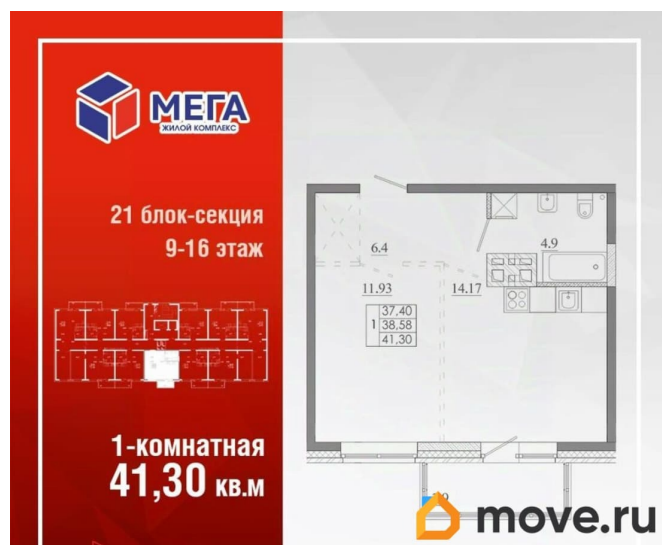 МЕГА
ЖИЛОЙ КОМПЛЕКС
21 блок-секция
9-16 этаж
1-комнатная
41,30 кв.м
6.4
4.9
11.93
14.17
37.40
1 38,58
41,30
move.ru